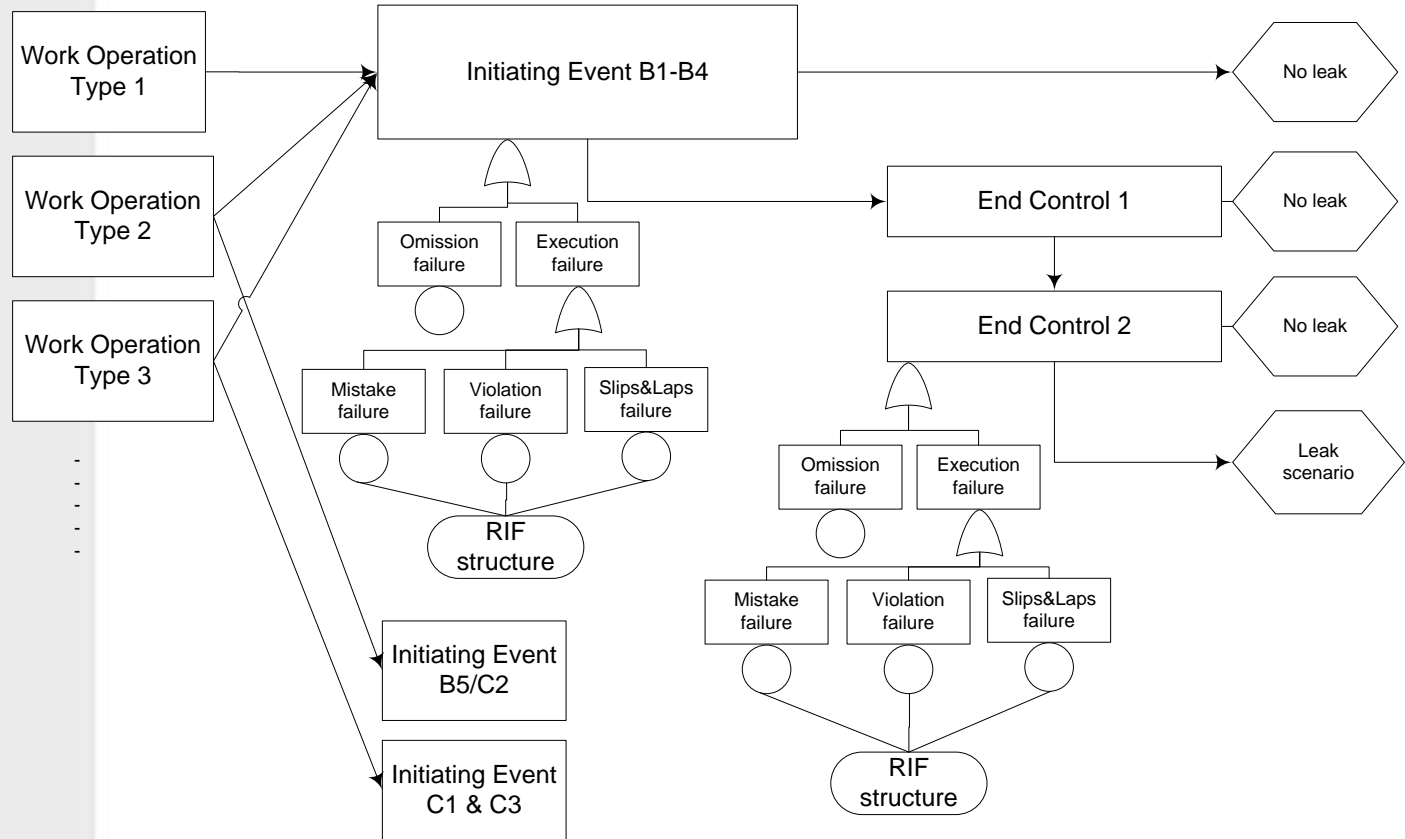 Work Operation
Type 1
Initiating Event B1-B4
No leak
Work Operation
Type 2
End Control 1
No leak
Omission
failure
Execution
failure
Work Operation
Type 3
End Control 2
No leak
Mistake
failure
Violation
failure
Slips&Laps
failure
Leak
scenario
-
-
-
-
-
Omission
failure
Execution
failure
RIF
structure
Mistake
failure
Violation
failure
Slips&Laps
failure
Initiating Event
B5/C2
Initiating Event
C1 & C3
RIF
structure